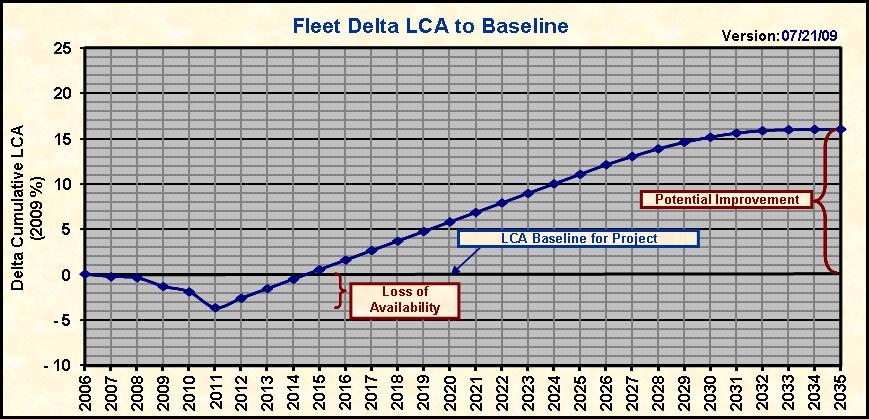 Fleet Delta LCA to Baseline
Version:07/21/09
Delta Cumulative LCA
(2009 %)
25
20
15
10
5
0
- 5
- 10
Potential Improvement
LCA Baseline for Project
Loss of
Availability
2006 2007 2008 2009 2010 2011 2012 2013 2014 2015 2016 2017 2018 2019 2020 2021 2022 2023 2024 2025 2026 2027 2028 2029 2030 2031 2032 2033 2034 2035